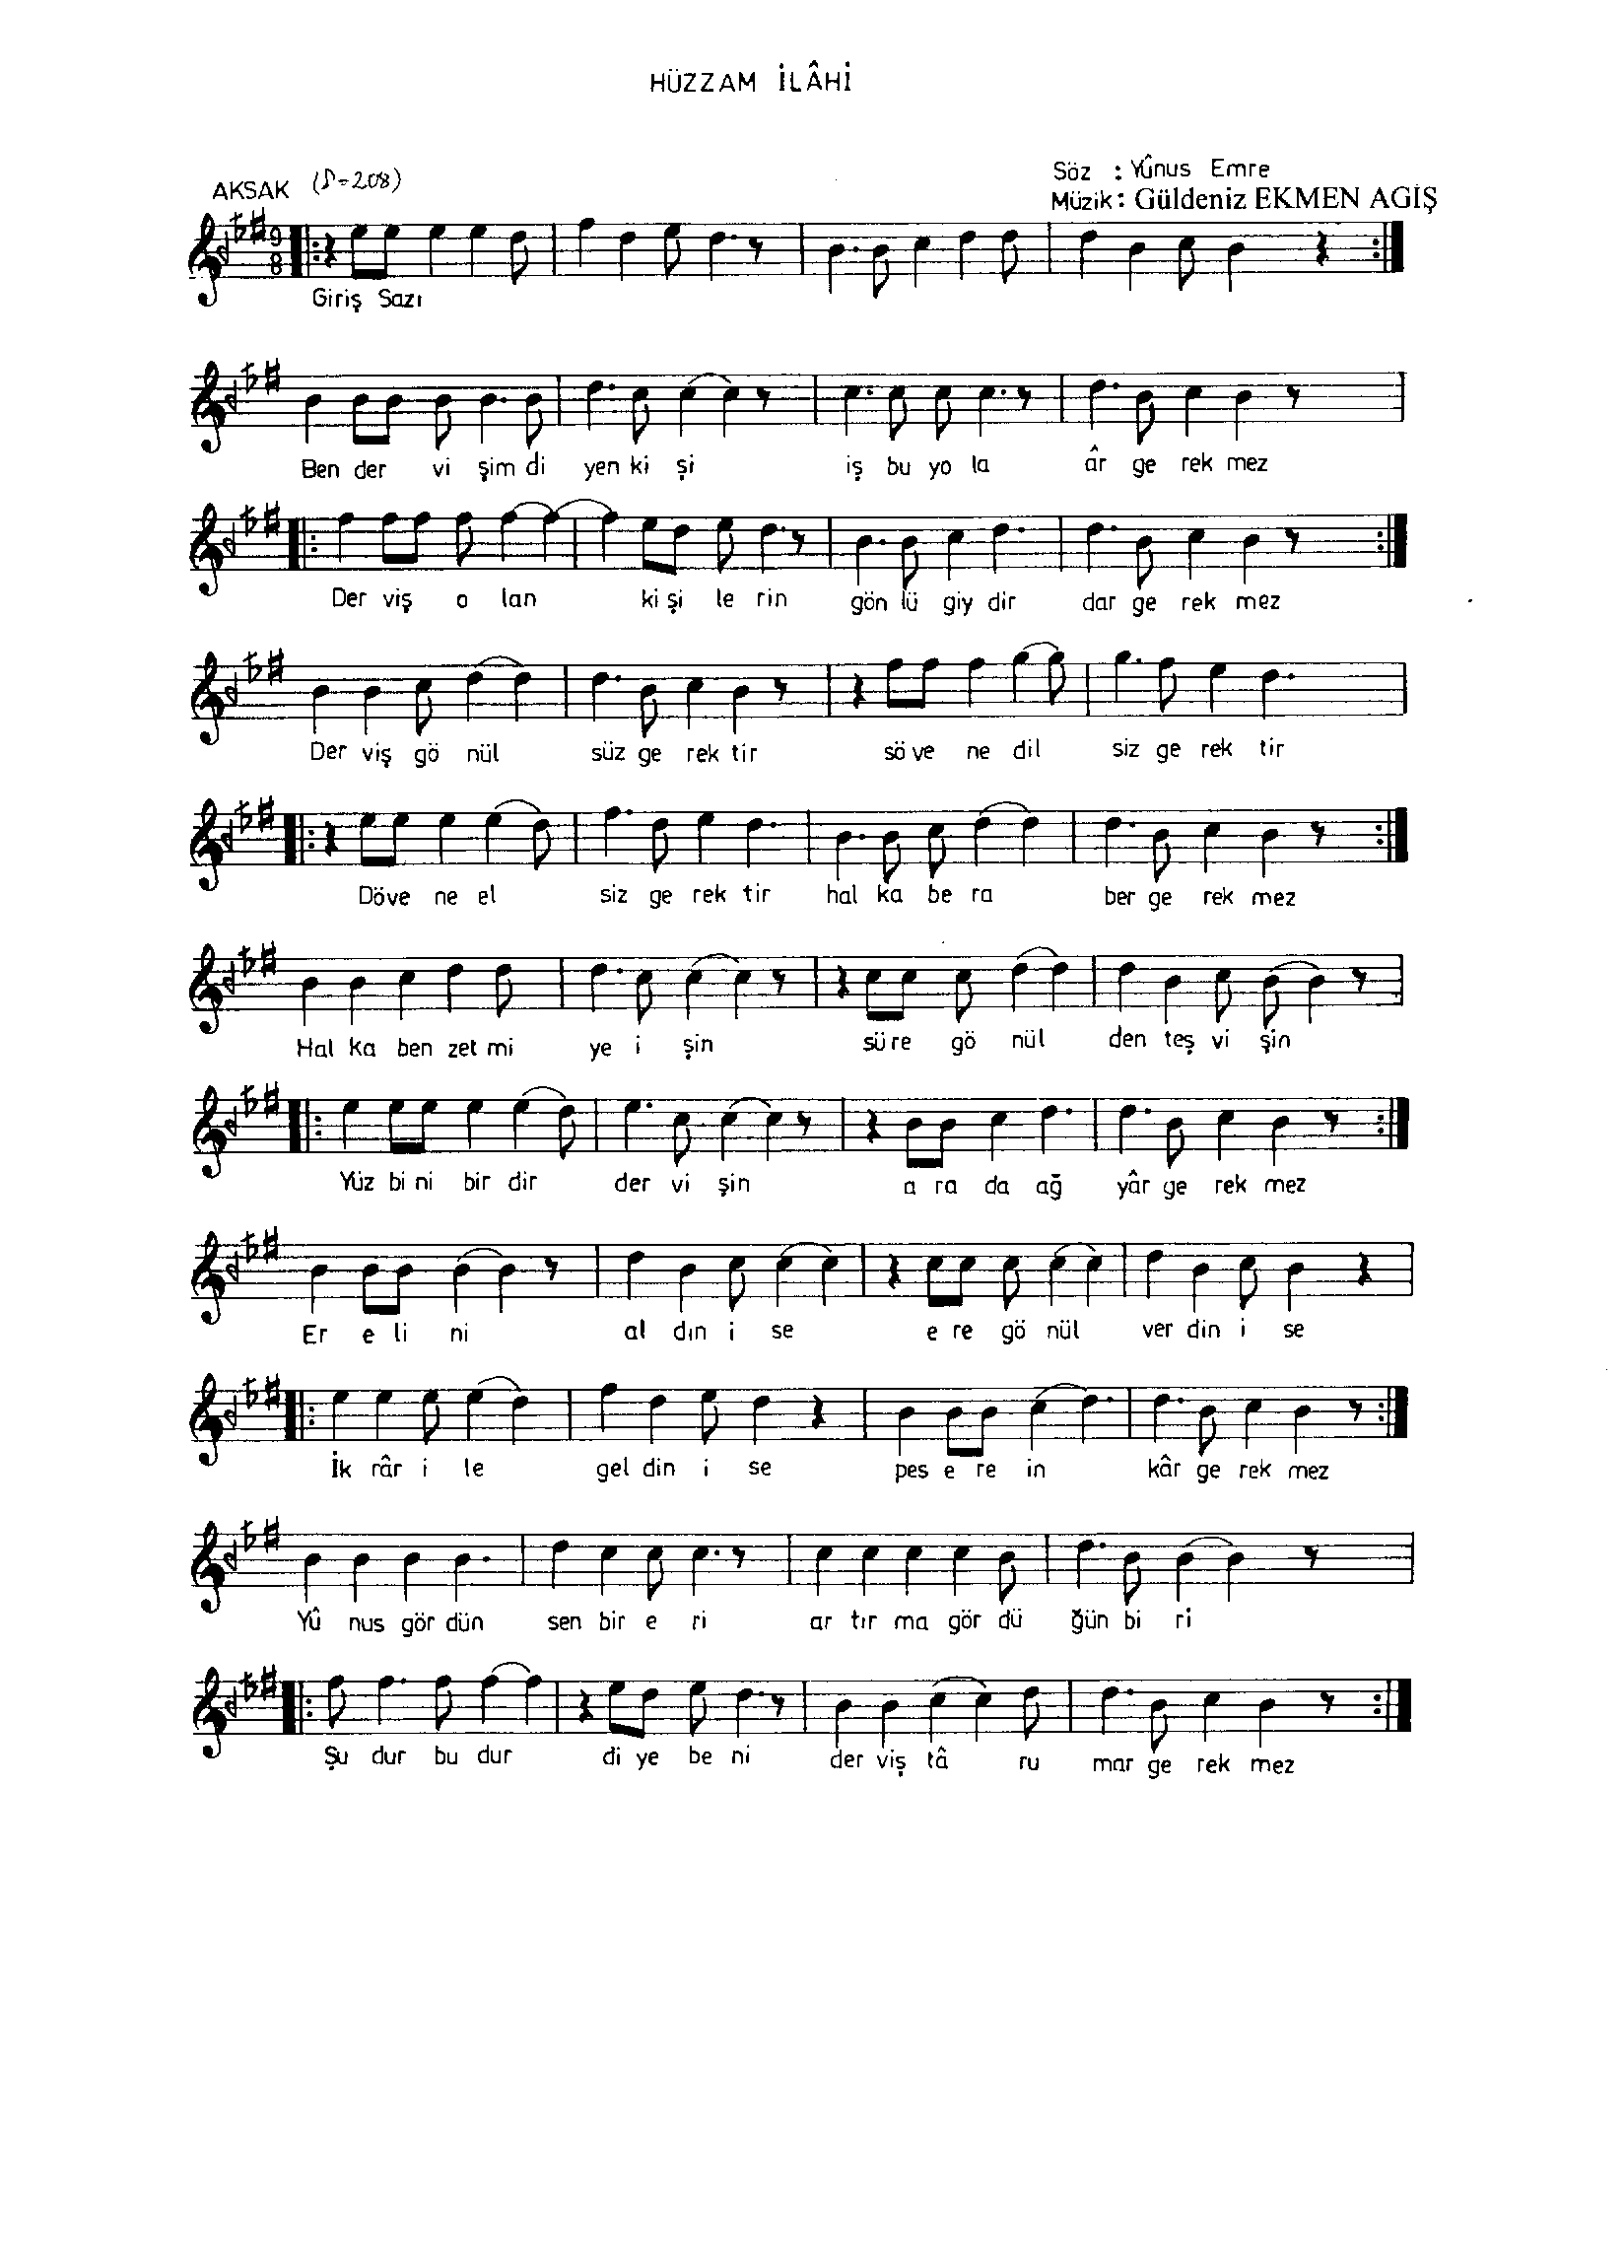 HÜZZAM İLÂHİ
Söz : Yûnus Emre
AKSAK (♪=208)
Müzik : Güldeniz EKMEN AGİŞ
9
8
Giriş Sazı
Ben der vi şim di yen ki şi iş bu yo la âr ge rek mez
Der viş o lan ki şi le rin gön lü giy dir dar ge rek mez
Der viş gö nül süz ge rek tir sö ve ne dil siz ge rek tir
Döve ne el siz ge rek tir hal ka be ra ber ge rek mez
Hal ka ben zet mi ye i şin sü re gö nül den teş vi şin
Yüz bi ni bir dir der vi şin a ra da ağ yâr ge rek mez
Er e li ni al dın i se e re gö nül ver din i se
İk râr i le gel din i se pes e re in kâr ge rek mez
Yû nus gör dün sen bir e ri ar tır ma gör dü ğün bi ri
Şu dur bu dur di ye be ni der viş tâ ru mar ge rek mez